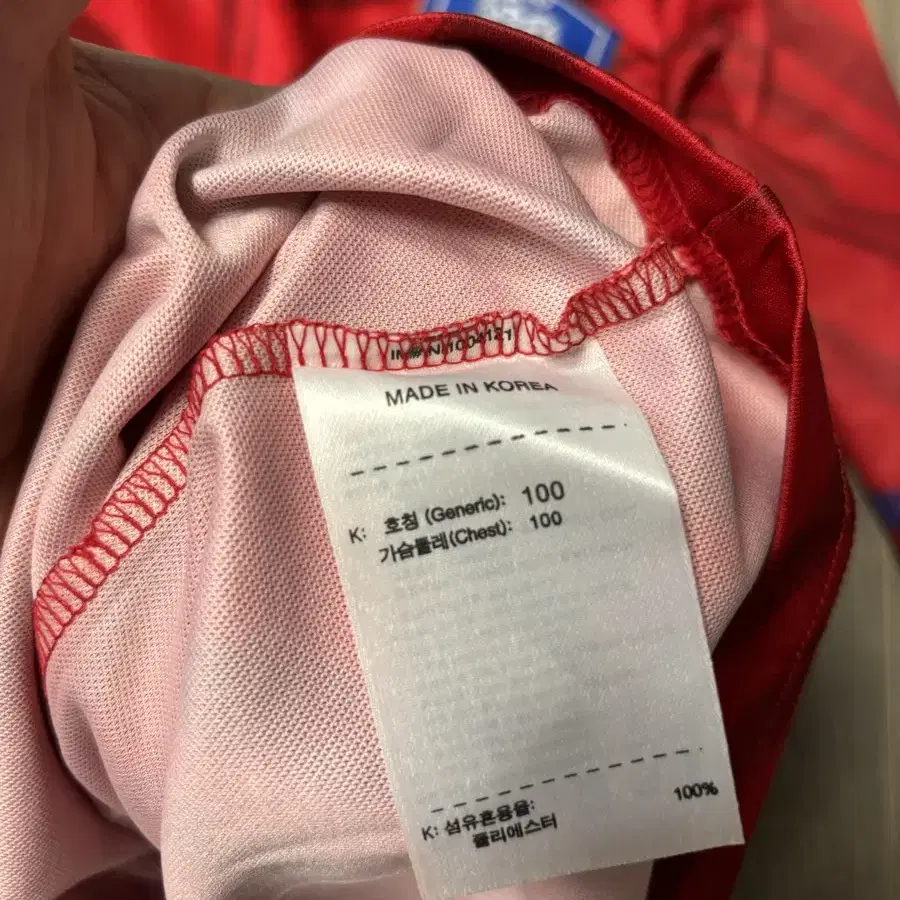 MADE IN KOREA
K: 호칭 (Generic): 100
가슴둘레(Chest): 100
K: 섬유혼용율:
폴리에스터 100%